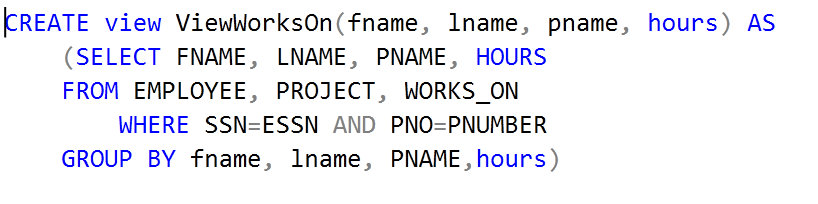 CREATE view ViewWorksOn(fname, lname, pname, hours) AS
(SELECT FNAME, LNAME, PNAME, HOURS
FROM EMPLOYEE, PROJECT, WORKS_ON
WHERE SSN=ESSN AND PNO=PNUMBER
GROUP BY fname, lname, PNAME,hours)